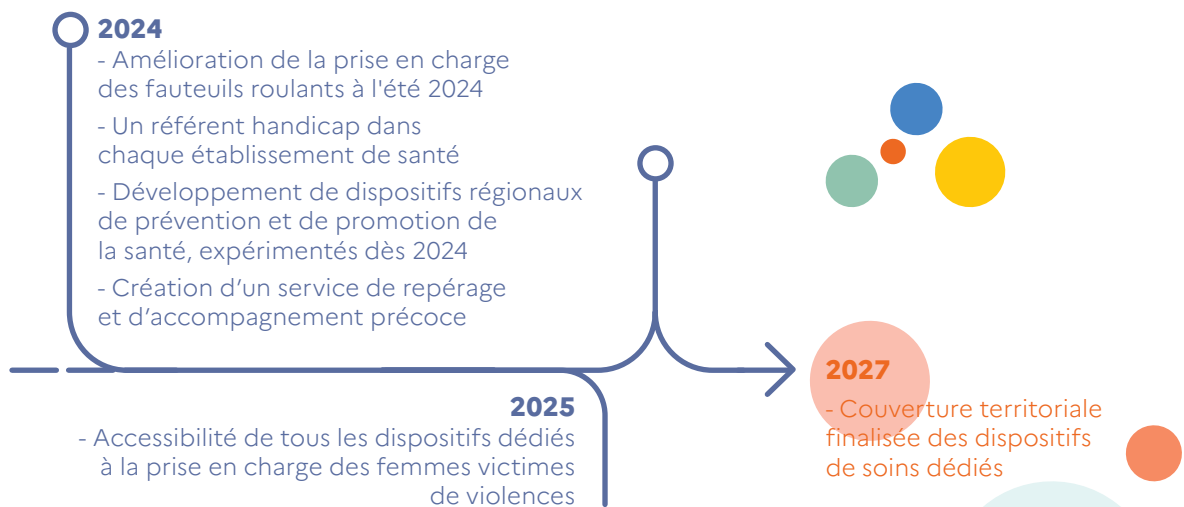 2024
- Amélioration de la prise en charge
des fauteuils roulants à l'été 2024
- Un référent handicap dans
chaque établissement de santé
- Développement de dispositifs régionaux
de prévention et de promotion de
la santé, expérimentés dès 2024
- Création d’un service de repérage
et d’accompagnement précoce
2025
- Accessibilité de tous les dispositifs dédiés
à la prise en charge des femmes victimes
de violences
2027
- Couverture territoriale
finalisée des dispositifs
de soins dédiés